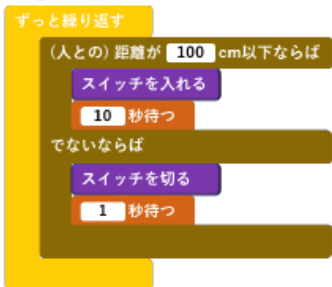 ずっと繰り返す
(人との) 距離が 100 cm以下ならば
スイッチを入れる
10 秒待つ
でないならば
スイッチを切る
1 秒待つ